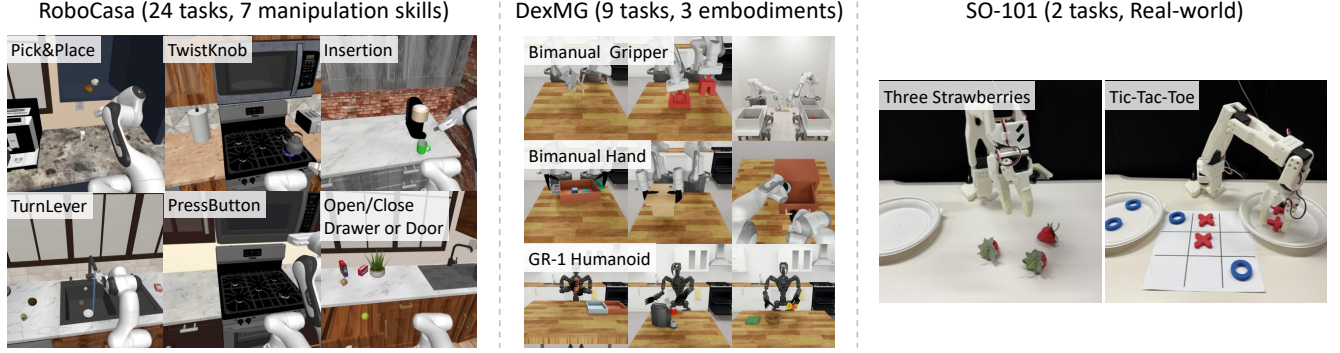 RoboCasa (24 tasks, 7 manipulation skills)
Pick&Place
TwistKnob
Insertion
TurnLever
PressButton
Open/Close
Drawer or Door
DexMG (9 tasks, 3 embodiments)
Bimanual Gripper
Bimanual Hand
GR-1 Humanoid
SO-101 (2 tasks, Real-world)
Three Strawberries
Tic-Tac-Toe